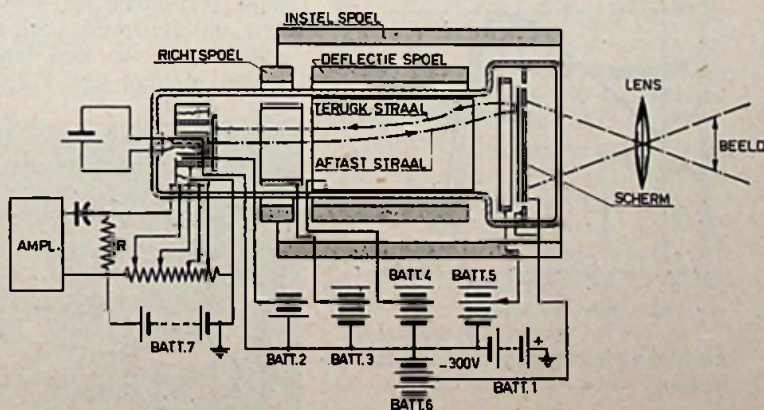 INSTEL SPOEL
RICHTSPOEL
DEFLECTIE SPOEL
LENS
TERUGK STRAAL
BEELD
AFTAST STRAAL
SCHERM
AMPL.
R
BATT.4
BATT.5
BATT.7
BATT.2
BATT.3
-300V
+
BATT.1
BATT.6